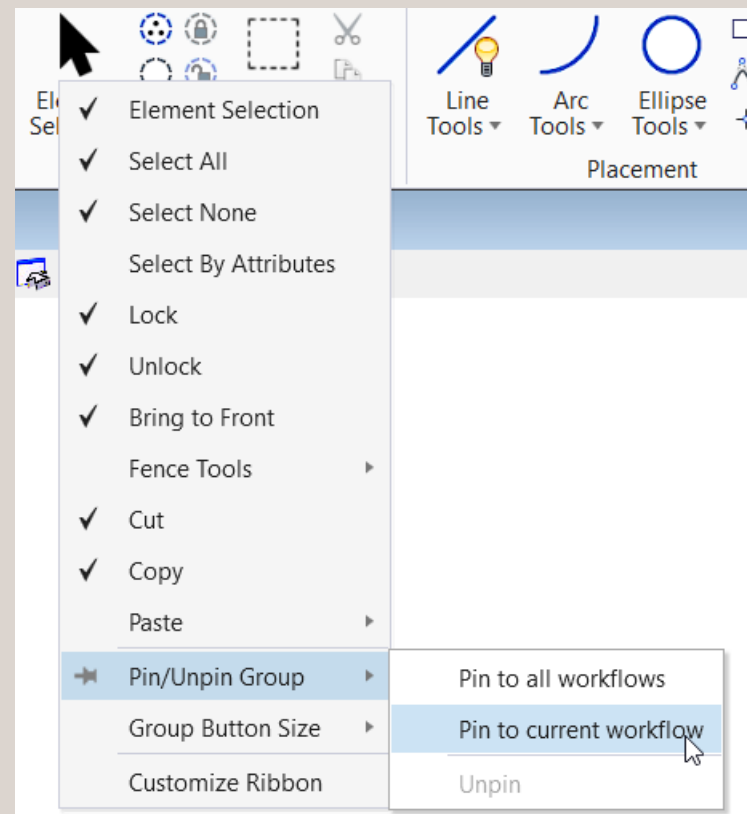 Line Arc Ellipse
Tools Tools Tools
Placement
Element Selection
Select All
Select None
Select By Attributes
Lock
Unlock
Bring to Front
Fence Tools
Cut
Copy
Paste
Pin/Unpin Group
Group Button Size
Customize Ribbon
Pin to all workflows
Pin to current workflow
Unpin